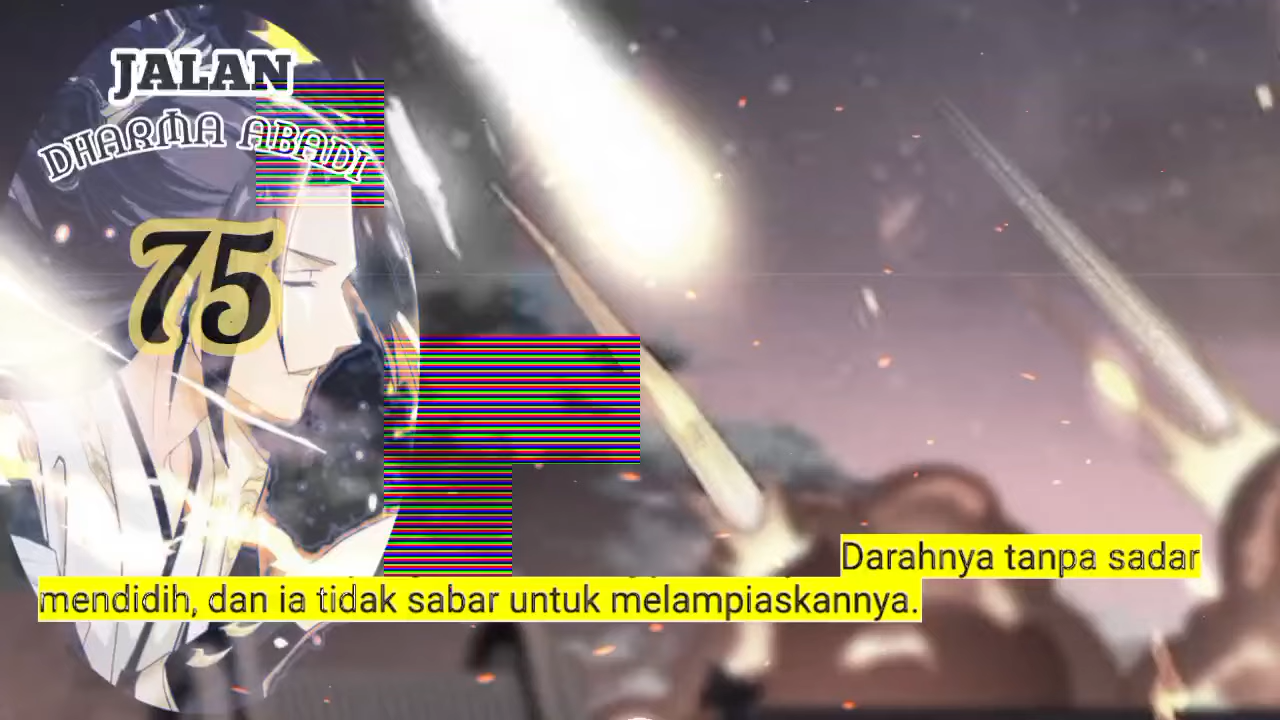 JALAN
DHARMA ABADI
75
Darahnya tanpa sadar
mendidih, dan ia tidak sabar untuk melampiaskannya.